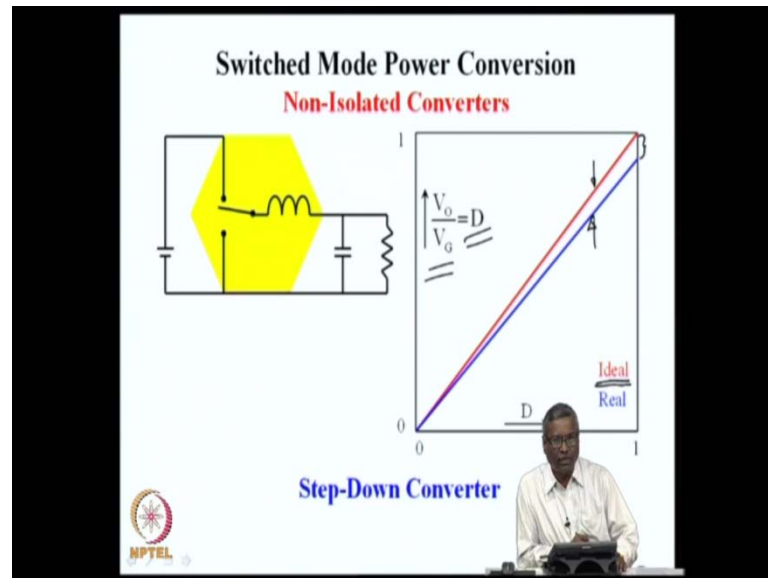 Switched Mode Power Conversion
Non-Isolated Converters
1
V_O
V_G
=D
Ideal
Real
D
0
0
1
Step-Down Converter
NPTEL